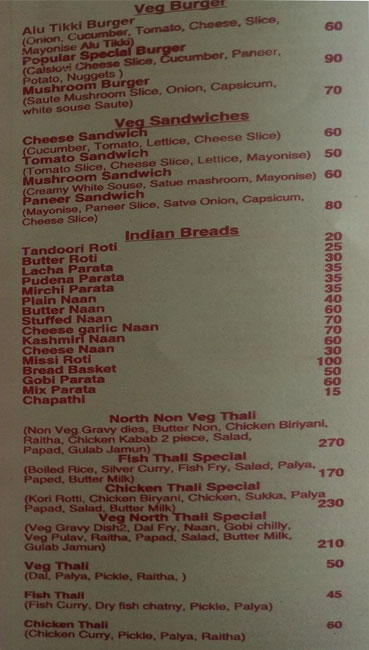 Veg Burger
Alu Tikki Burger 60
(Onion, Cucumber, Tomato, Cheese, Slice,
Mayonise Alu Tikki)
Popular Special Burger 90
(Calslovi Cheese Slice, Cucumber, Paneer,
Potato, Nuggets )
Mushroom Burger 70
(Saute Mushroom Slice, Onion, Capsicum,
white souse Saute)
Veg Sandwiches
Cheese Sandwich 60
(Cucumber, Tomato, Lettice, Cheese Slice)
Tomato Sandwich 50
(Tomato Slice, Cheese Slice, Lettice, Mayonise)
Mushroom Sandwich 60
(Creamy White Souse, Satue mashroom, Mayonise)
Paneer Sandwich 80
(Mayonise, Paneer Slice, Satve Onion, Capsicum,
Cheese Slice)
Indian Breads
Tandoori Roti 20
Butter Roti 25
Lacha Parata 30
Pudena Parata 35
Mirchi Parata 35
Plain Naan 35
Butter Naan 40
Stuffed Naan 60
Cheese garlic Naan 70
Kashmiri Naan 70
Cheese Naan 60
Missi Roti 30
Bread Basket 100
Gobi Parata 50
Mix Parata 60
Chapathi 15
North Non Veg Thali
(Non Veg Gravy dies, Butter Non, Chicken Biriyani,
Raitha, Chicken Kabab 2 piece, Salad,
Papad, Gulab Jamun) 270
Fish Thali Special
(Boiled Rice, Silver Curry, Fish Fry, Salad, Palya,
Paped, Butter Milk) 170
Chicken Thali Special
(Kori Rotti, Chicken Biryani, Chicken, Sukka, Palya
Papad, Salad, Butter Milk) 230
Veg North Thali Special
(Veg Gravy Dish2, Dal Fry, Naan, Gobi chilly,
Veg Pulav, Raitha, Papad, Salad, Butter Milk,
Gulab Jamun) 210
Veg Thali 50
(Dal, Palya, Pickle, Raitha, )
Fish Thali 45
(Fish Curry, Dry fish chatny, Pickle, Palya)
Chicken Thali 60
(Chicken Curry, Pickle, Palya, Raitha)